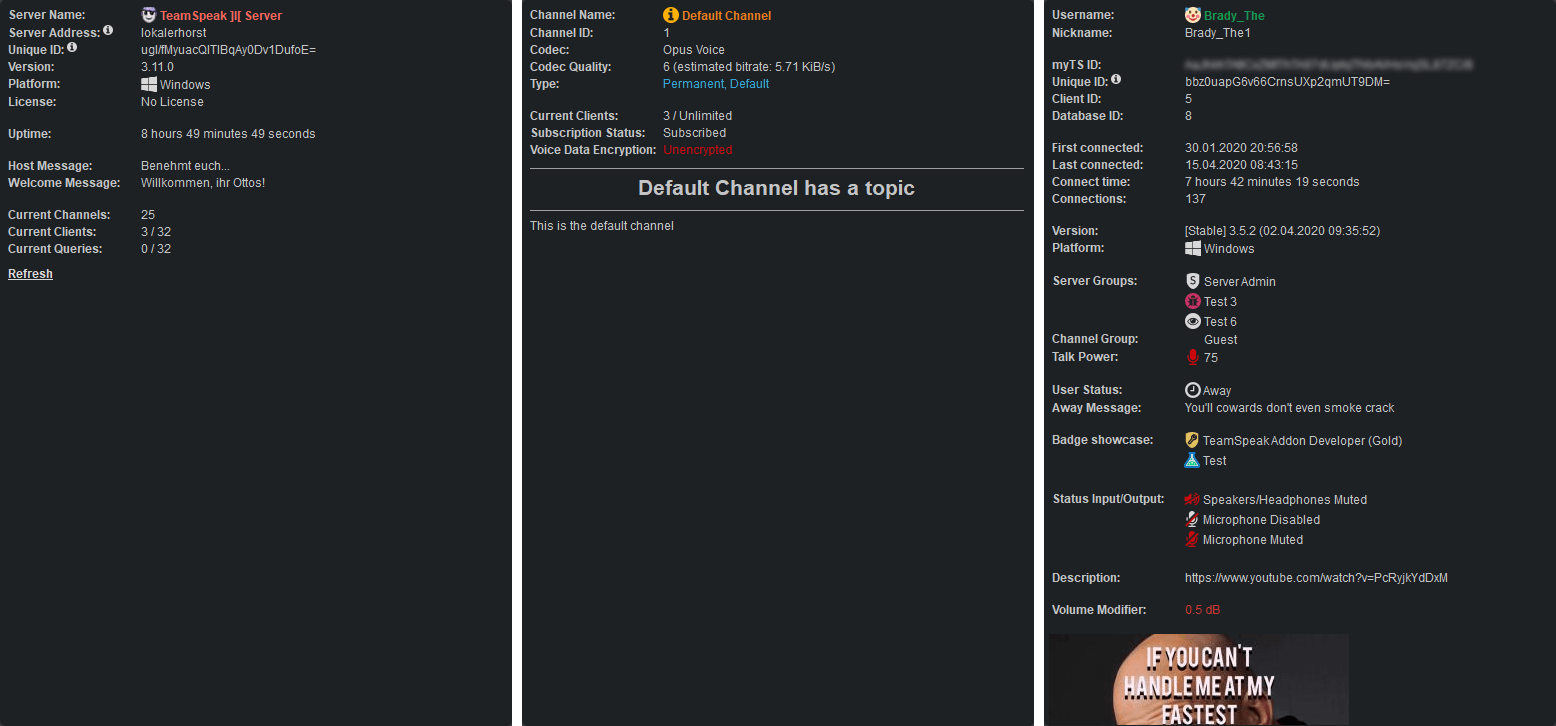 Server Name: TeamSpeak ]I[ Server
Server Address: lokalerhorst
Unique ID: ugI/fMyuacQITIBqAy0Dv1DufoE=
Version: 3.11.0
Platform: Windows
License: No License
Uptime: 8 hours 49 minutes 49 seconds
Host Message: Benehmt euch...
Welcome Message: Willkommen, ihr Ottos!
Current Channels: 25
Current Clients: 3 / 32
Current Queries: 0 / 32
Refresh
Channel Name: Default Channel
Channel ID: 1
Codec: Opus Voice
Codec Quality: 6 (estimated bitrate: 5.71 KiB/s)
Type: Permanent, Default
Current Clients: 3 / Unlimited
Subscription Status: Subscribed
Voice Data Encryption: Unencrypted
Default Channel has a topic
This is the default channel
Username: Brady_The
Nickname: Brady_The1
myTS ID:
Unique ID: bbz0uapG6v66CrnsUXp2qmUT9DM=
Client ID: 5
Database ID: 8
First connected: 30.01.2020 20:56:58
Last connected: 15.04.2020 08:43:15
Connect time: 7 hours 42 minutes 19 seconds
Connections: 137
Version: [Stable] 3.5.2 (02.04.2020 09:35:52)
Platform: Windows
Server Groups: Server Admin
Test 3
Test 6
Channel Group: Guest
Talk Power: 75
User Status: Away
Away Message: You'll cowards don't even smoke crack
Badge showcase: TeamSpeak Addon Developer (Gold)
Test
Status Input/Output: Speakers/Headphones Muted
Microphone Disabled
Microphone Muted
Description: https://www.youtube.com/watch?v=PcRyjkYdDxM
Volume Modifier: 0.5 dB
IF YOU CAN'T
HANDLE ME AT MY
FASTEST